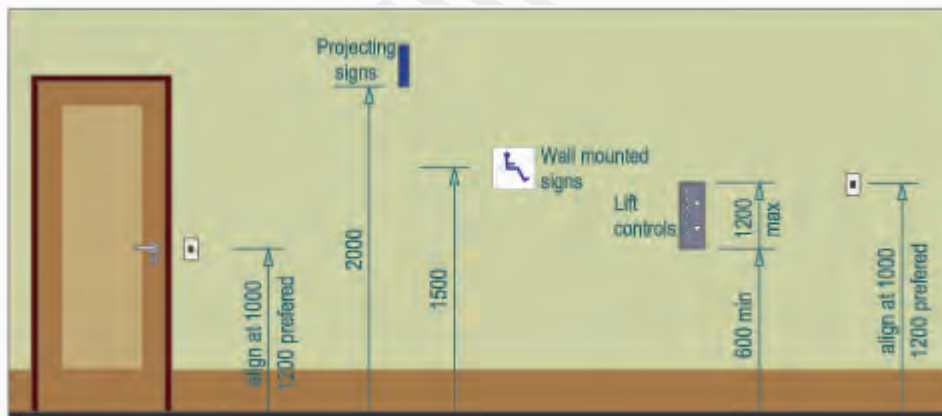 Projecting
signs
Wall mounted
signs
Lift
controls
1200
max
2000
1500
600 min
align at 1000
1200 prefered
align at 1000
1200 prefered